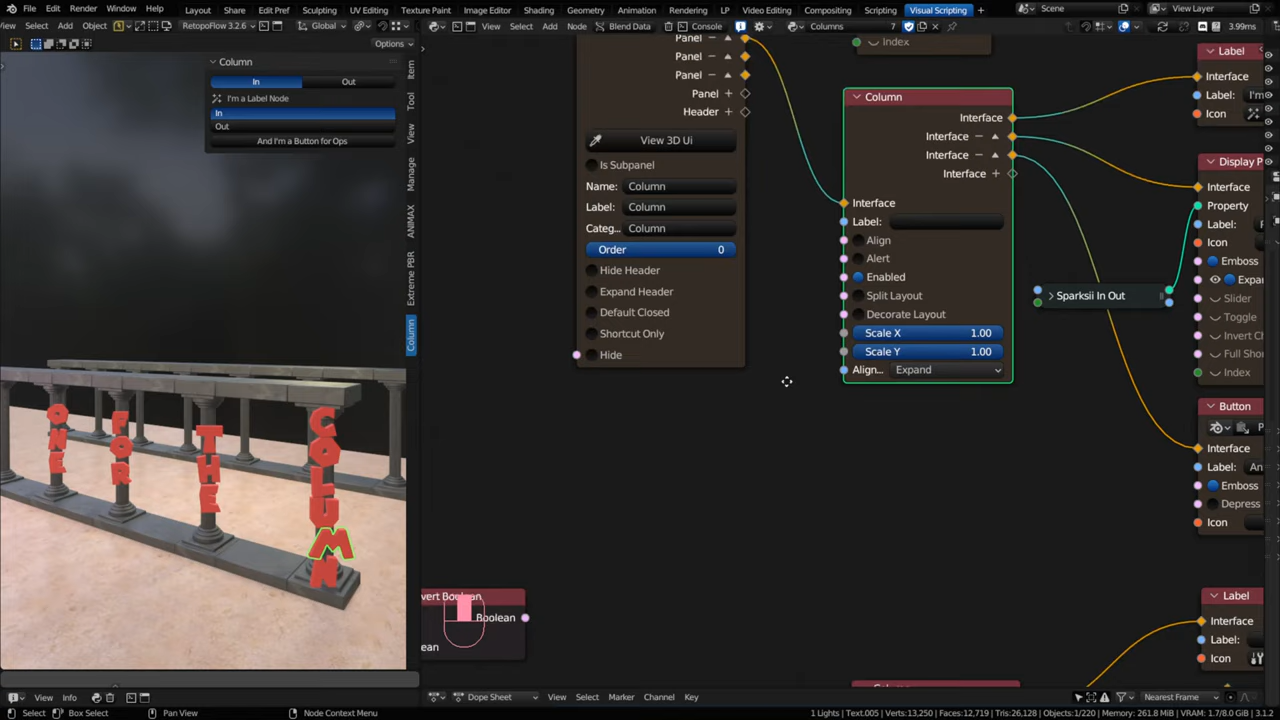 File Edit Render Window Help Layout Grid Edit Prep Sculpting UV Editing Texture Paint Image Editor Shading Geometry Animation Rendering LP Video Editing Compositing Scripting Visual Scripting + Scene View Layer
Add Object RetopoFlow 3.2.6 Global View Select Add Node Blend Data Console Columns 7 3.99ms
Options
Column
In Out
I'm a Label Node
In
Out
And I'm a Button for Ops
Item
Tool
View
Manage
ANIMAX
Extreme PBR
Column
ONE
FOR
THE
COLUMN
Panel
Panel
Panel
Panel
Header
View 3D Ui
Is Subpanel
Name: Column
Label: Column
Categ... Column
Order 0
Hide Header
Expand Header
Default Closed
Shortcut Only
Hide
Index
Column
Interface
Interface
Interface
Interface
Interface
Label:
Align
Alert
Enabled
Split Layout
Decorate Layout
Scale X 1.00
Scale Y 1.00
Align... Expand
Sparksii In Out
Label
Interface
Label: I'm
Icon
Display P
Interface
Property
Label:
Icon
Emboss
Expan
Slider
Toggle
Invert Ch
Full Shor
Index
Button
P
Interface
Label: An
Emboss
Depress
Icon
vert Boolean
Boolean
ean
Label
Interface
Label:
Icon
View Info Dope Sheet View Select Marker Channel Key Nearest Frame
Select Box Select Pan View Node Context Menu 1 Lights | Text.005 | Verts:13,250 | Faces:12,719 | Tris:26,128 | Objects:1/220 | Memory: 261.8 MiB | VRAM: 1.7/8.0 GiB | 3.1.2